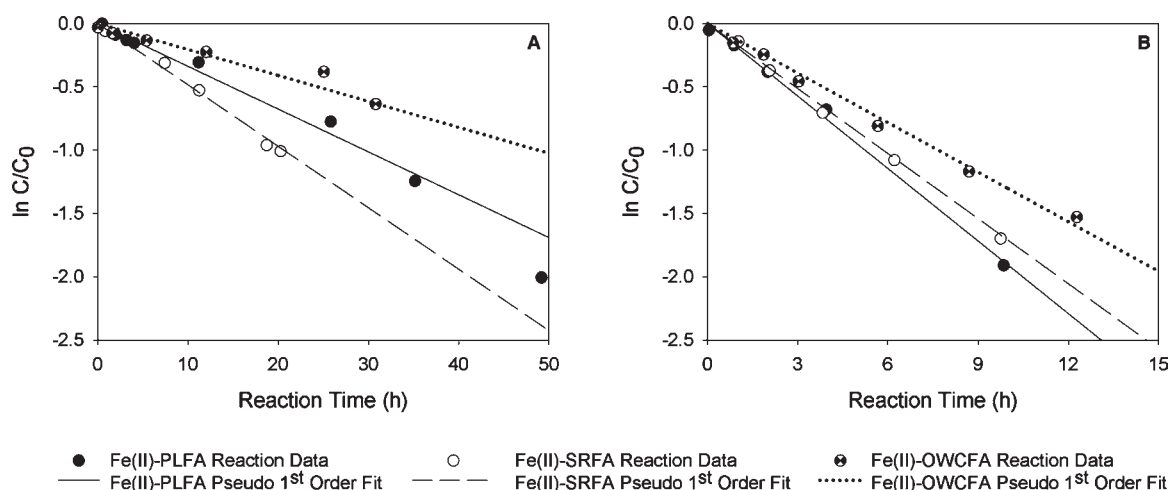 0.0
-0.5
-1.0
-1.5
-2.0
-2.5
ln C/C0
A
0 10 20 30 40 50
Reaction Time (h)
0.0
-0.5
-1.0
-1.5
-2.0
-2.5
ln C/C0
B
0 3 6 9 12 15
Reaction Time (h)
Fe(II)-PLFA Reaction Data Fe(II)-SRFA Reaction Data Fe(II)-OWCFA Reaction Data
Fe(II)-PLFA Pseudo 1st Order Fit Fe(II)-SRFA Pseudo 1st Order Fit Fe(II)-OWCFA Pseudo 1st Order Fit